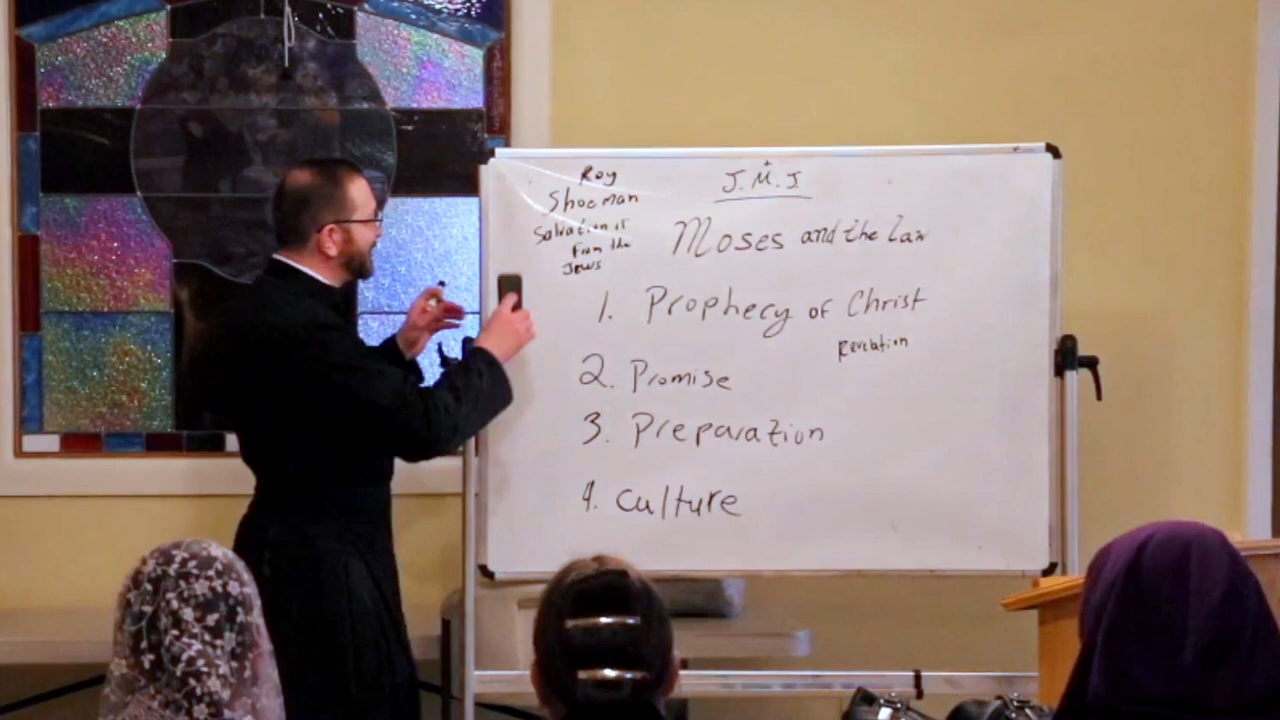 Roy
Shoeman
Salvation is
From the
Jews
J.M.J.
Moses and the Law
1. Prophecy of Christ
Revelation
2. Promise
3. Preparation
4. Culture